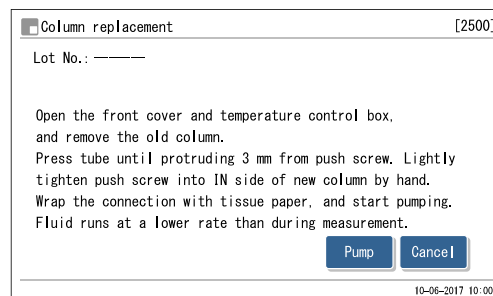 Column replacement [2500]
Lot No.: ―――
Open the front cover and temperature control box,
and remove the old column.
Press tube until protruding 3 mm from push screw. Lightly
tighten push screw into IN side of new column by hand.
Wrap the connection with tissue paper, and start pumping.
Fluid runs at a lower rate than during measurement.
Pump Cancel
10-06-2017 10:00